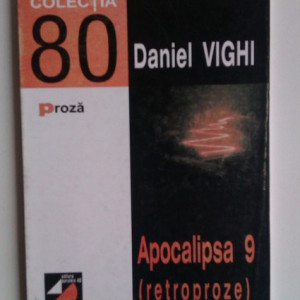 COLECȚIA
80
Daniel VIGHI
proză
Apocalipsa 9
(retroproze)